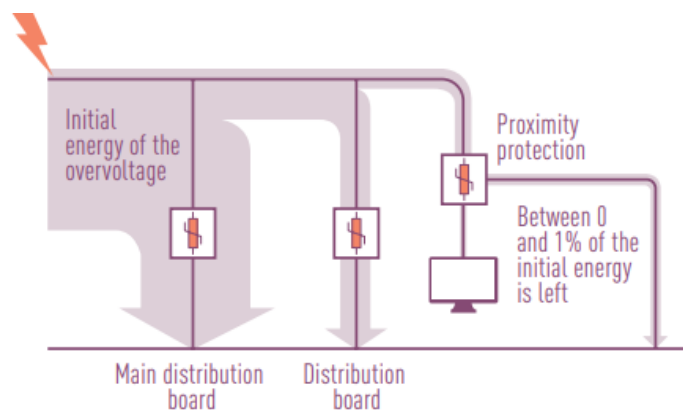 Initial
energy of the
overvoltage
Proximity
protection
Between 0
and 1% of the
initial energy
is left
Main distribution
board
Distribution
board